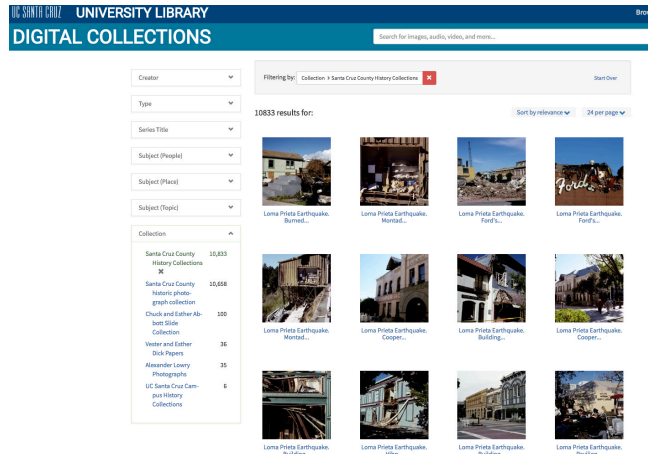 UC SANTA CRUZ UNIVERSITY LIBRARY
Brow
DIGITAL COLLECTIONS
Search for images, audio, video, and more...
Creator
Type
Series Title
Subject (People)
Subject (Place)
Subject (Topic)
Collection
Santa Cruz County 10,833
History Collections
✖
Santa Cruz County 10,658
historic photo-
graph collection
Chuck and Esther Ab- 100
bott Slide
Collection
Vester and Esther 36
Dick Papers
Alexander Lowry 35
Photographs
UC Santa Cruz Cam- 6
pus History
Collections
Filtering by: Collection > Santa Cruz County History Collections ✖
Start Over
10833 results for:
Sort by relevance
24 per page
Ford's
Loma Prieta Earthquake.
Burned...
Loma Prieta Earthquake.
Montad...
Loma Prieta Earthquake.
Ford's...
Loma Prieta Earthquake.
Ford's...
Loma Prieta Earthquake.
Montad...
Loma Prieta Earthquake.
Cooper...
Loma Prieta Earthquake.
Building...
Loma Prieta Earthquake.
Cooper...
Loma Prieta Earthquake.
Building
Loma Prieta Earthquake.
Loma Prieta Earthquake.
Building
Loma Prieta Earthquake.